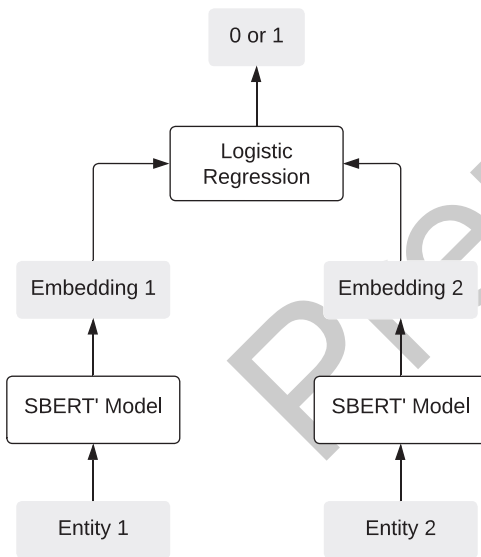 0 or 1
Logistic
Regression
Embedding 1
Embedding 2
SBERT' Model
SBERT' Model
Entity 1
Entity 2